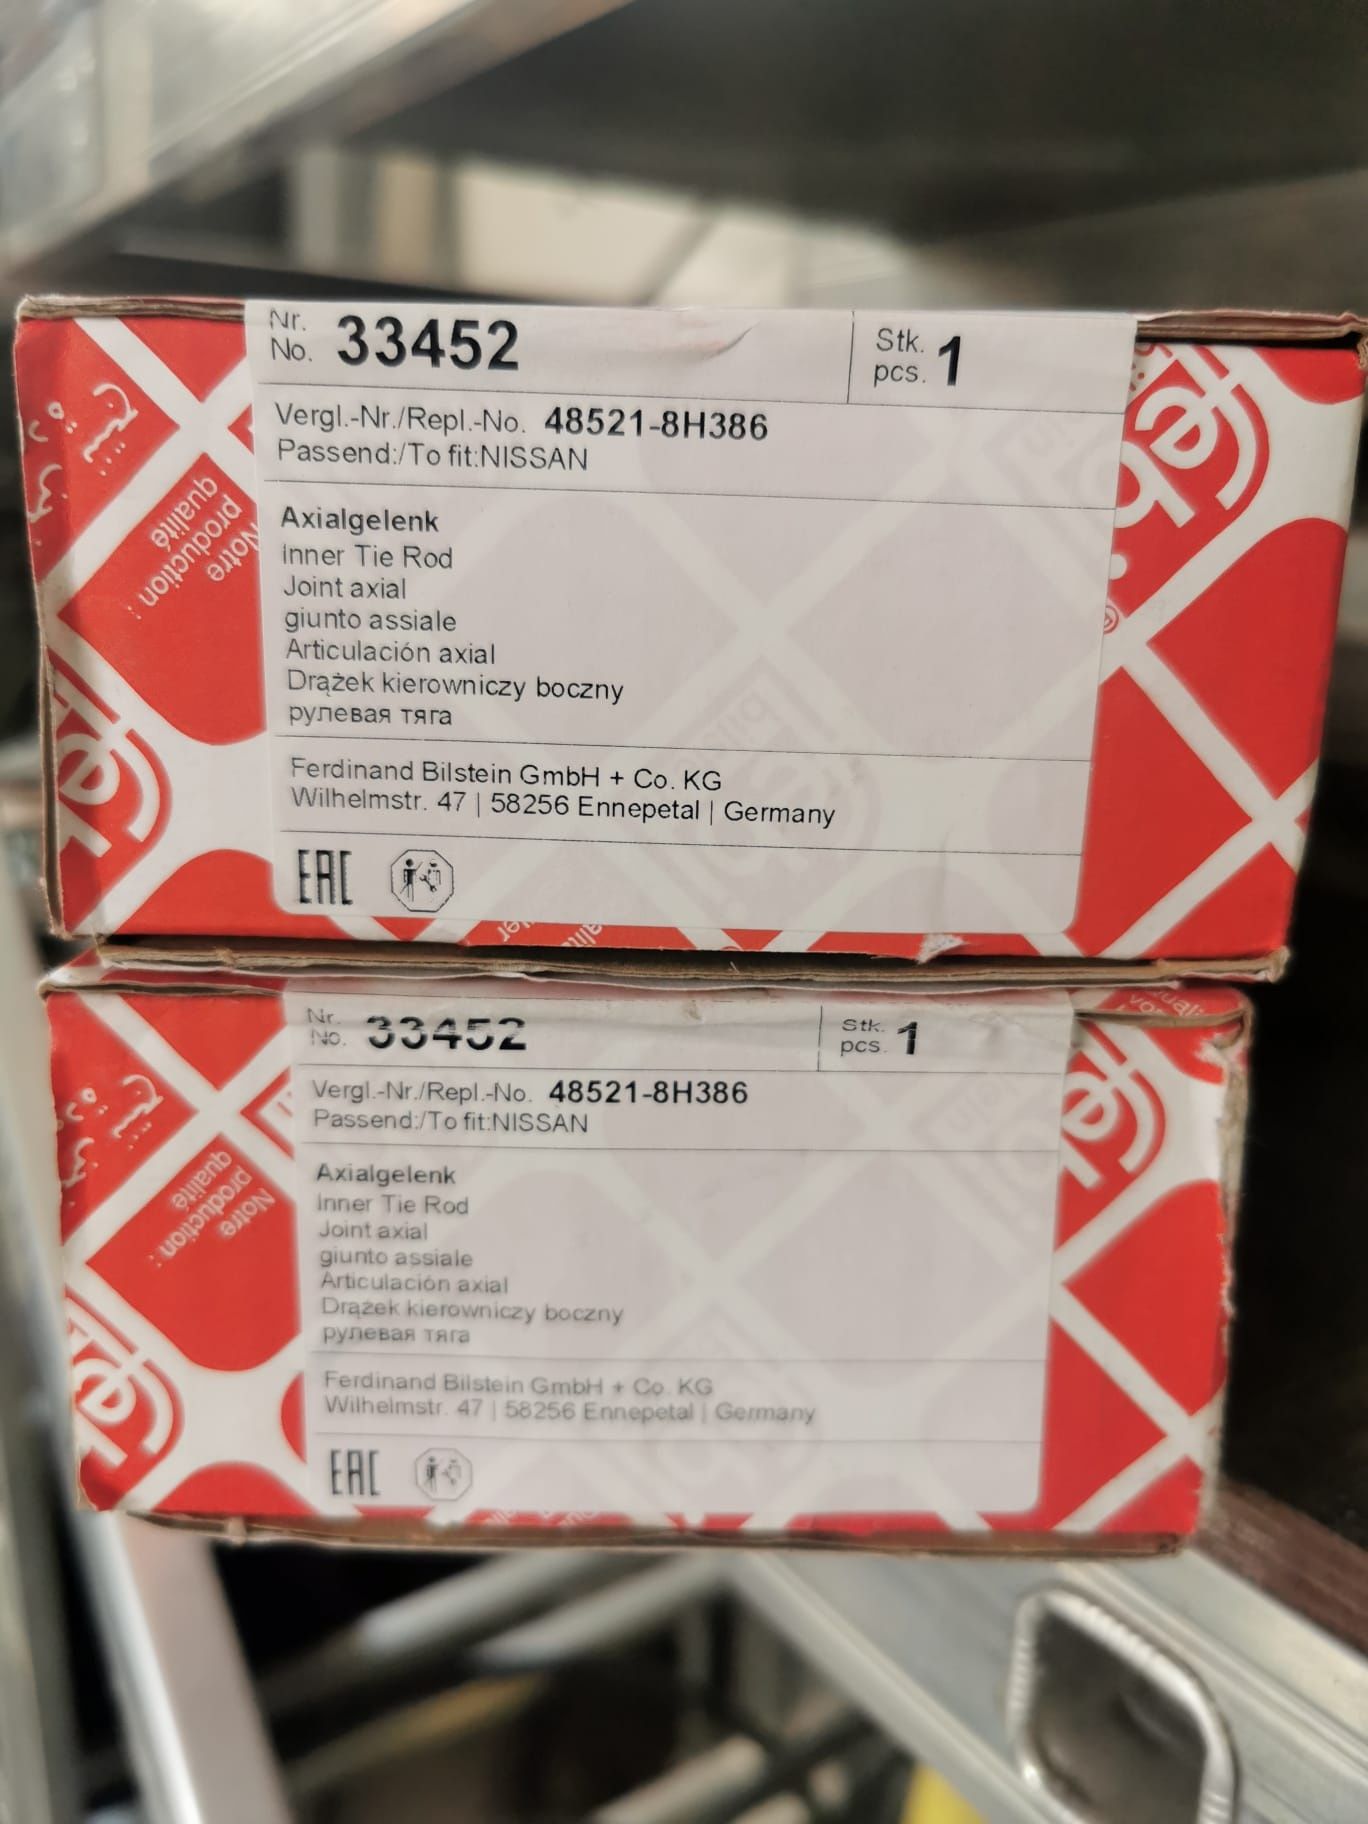 Nr.
No. 33452
Stk.
pcs. 1
Vergl.-Nr./Repl.-No. 48521-8H386
Passend:/To fit:NISSAN
Axialgelenk
Inner Tie Rod
Joint axial
giunto assiale
Articulación axial
Drążek kierowniczy boczny
рулевая тяга
Ferdinand Bilstein GmbH + Co. KG
Wilhelmstr. 47 | 58256 Ennepetal | Germany
EAC
Notre
production
qualité :
febi
fe
Nr.
No. 33452
Stk.
pcs. 1
Vergl.-Nr./Repl.-No. 48521-8H386
Passend:/To fit:NISSAN
Axialgelenk
Inner Tie Rod
Joint axial
giunto assiale
Articulación axial
Drążek kierowniczy boczny
рулевая тяга
Ferdinand Bilstein GmbH + Co. KG
Wilhelmstr. 47 | 58256 Ennepetal | Germany
EAC
Notre
production
qualité :
fe
fe